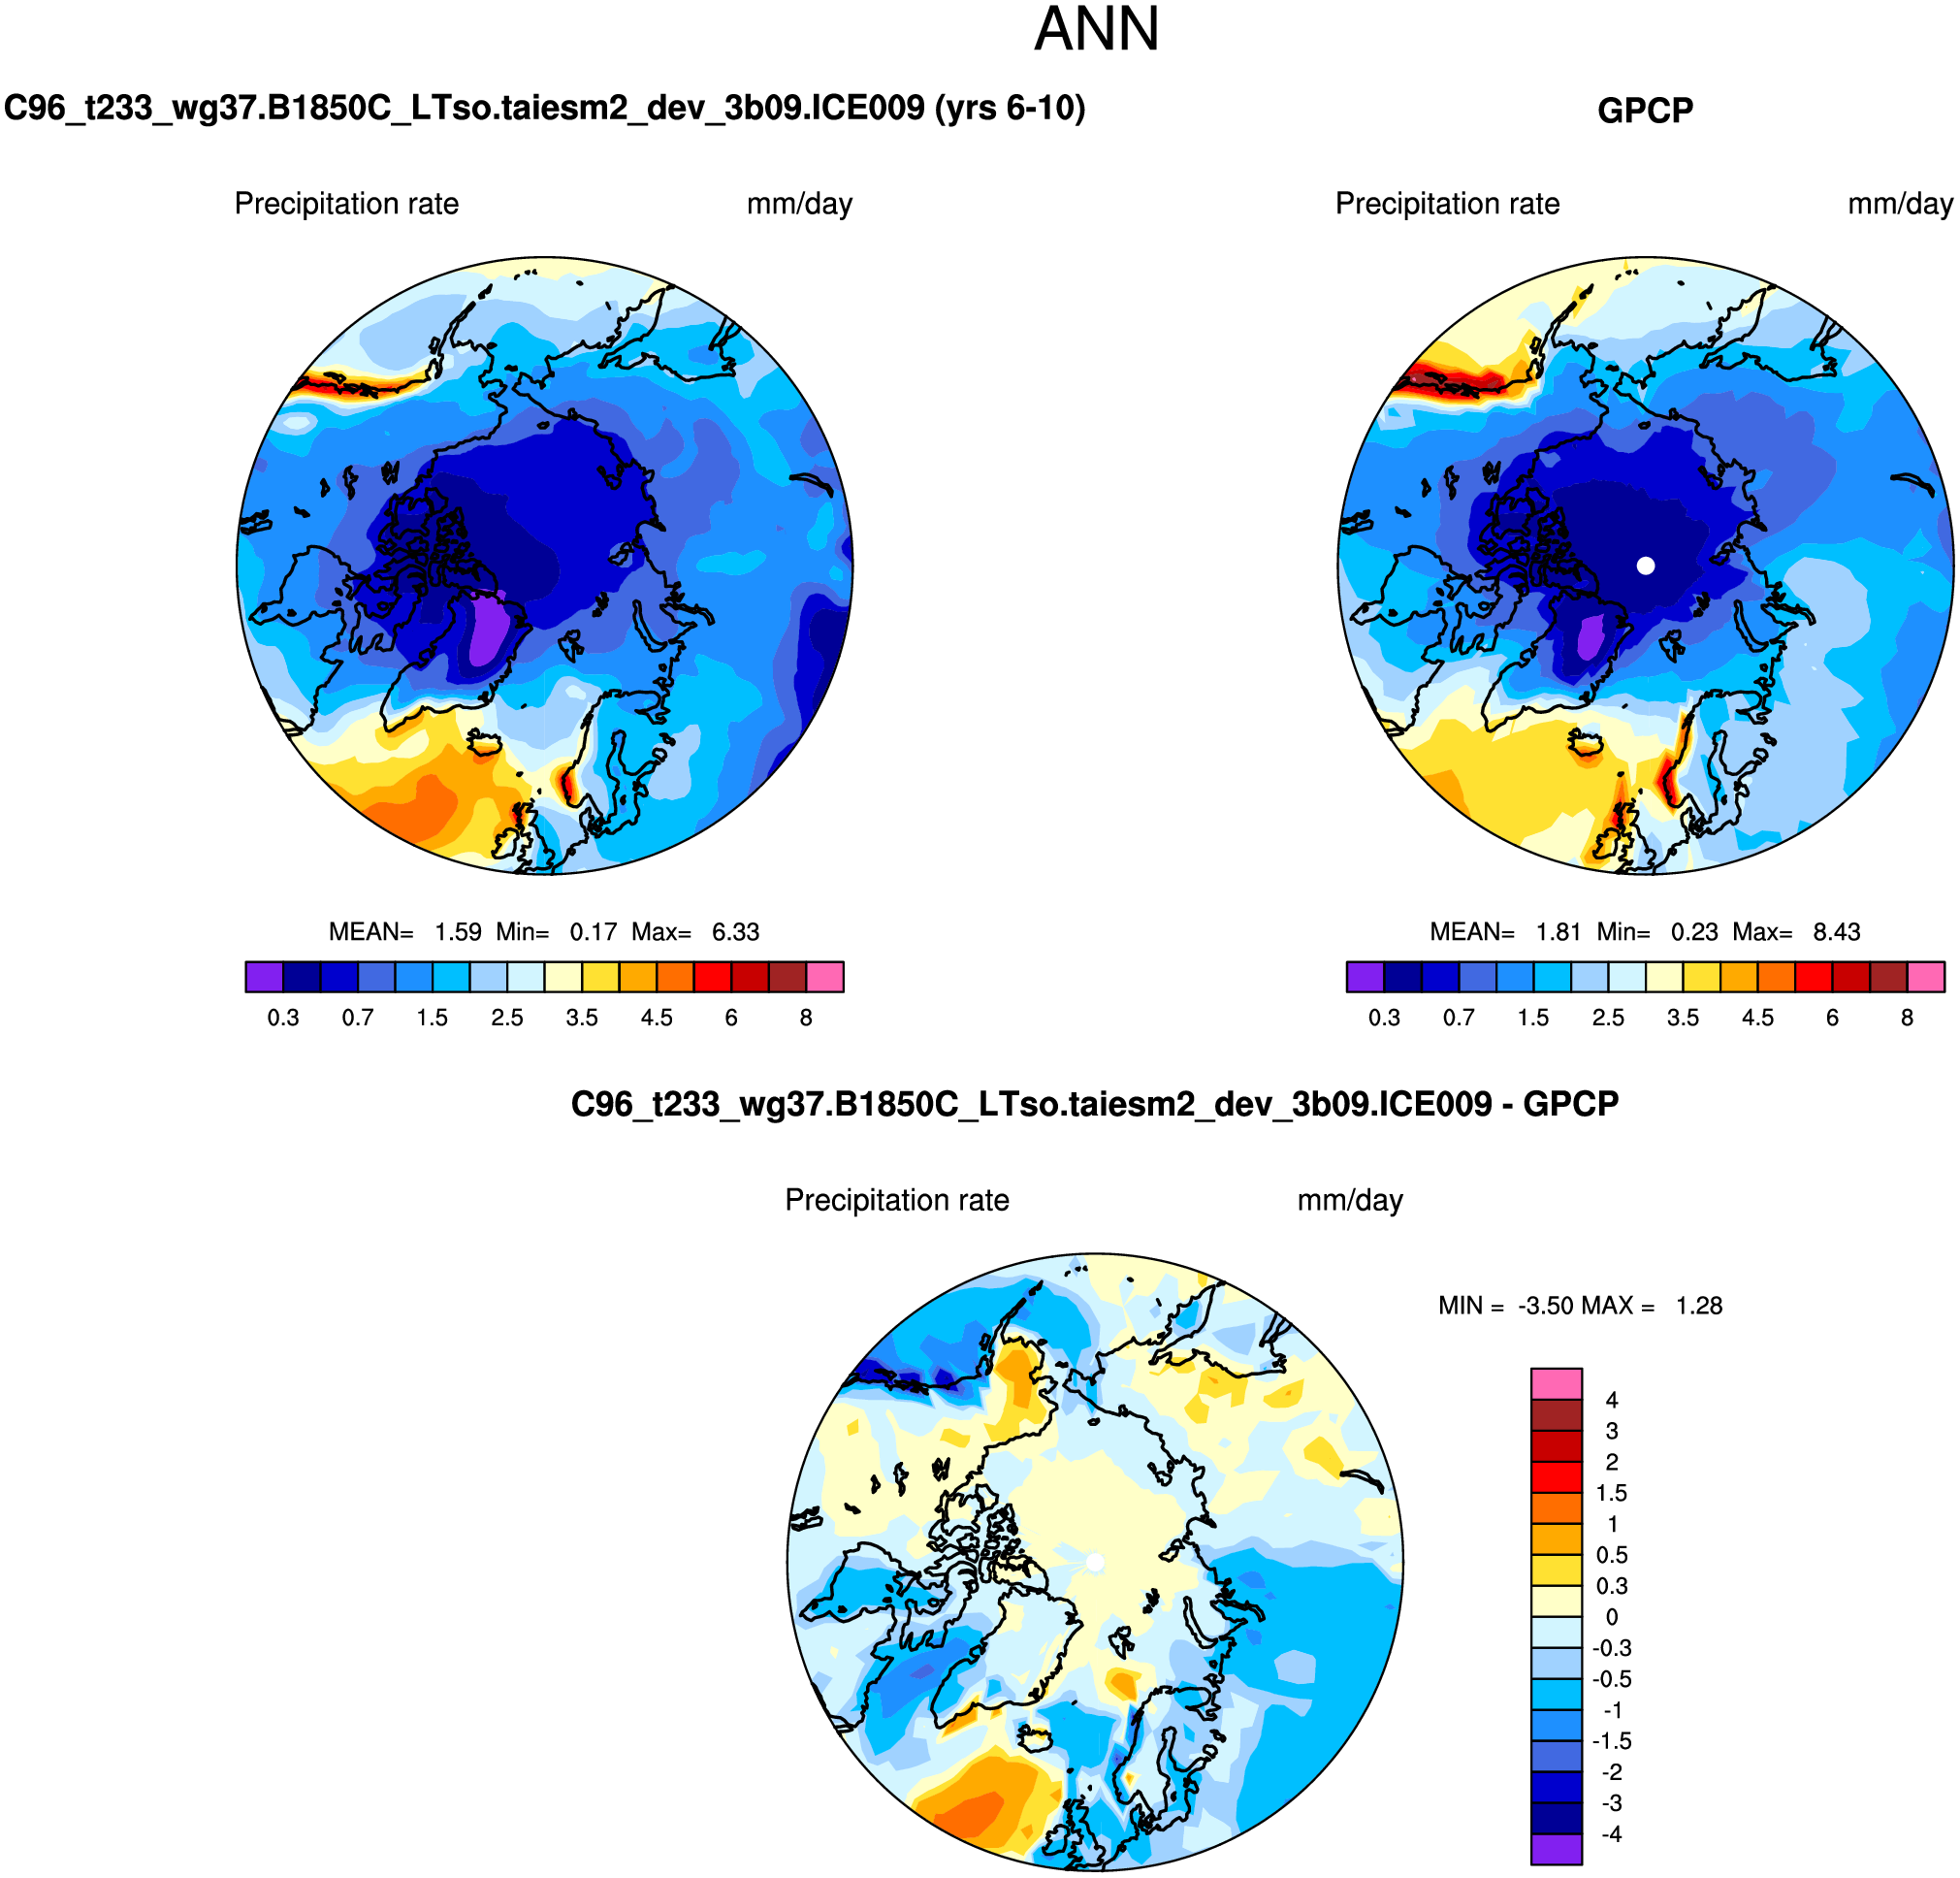 ANN
C96_t233_wg37.B1850C_LTso.taiesm2_dev_3b09.ICE009 (yrs 6-10)
GPCP
Precipitation rate mm/day
Precipitation rate mm/day
MEAN= 1.59 Min= 0.17 Max= 6.33
MEAN= 1.81 Min= 0.23 Max= 8.43
0.3 0.7 1.5 2.5 3.5 4.5 6 8
0.3 0.7 1.5 2.5 3.5 4.5 6 8
C96_t233_wg37.B1850C_LTso.taiesm2_dev_3b09.ICE009 - GPCP
Precipitation rate mm/day
MIN = -3.50 MAX = 1.28
4
3
2
1.5
1
0.5
0.3
0
-0.3
-0.5
-1
-1.5
-2
-3
-4